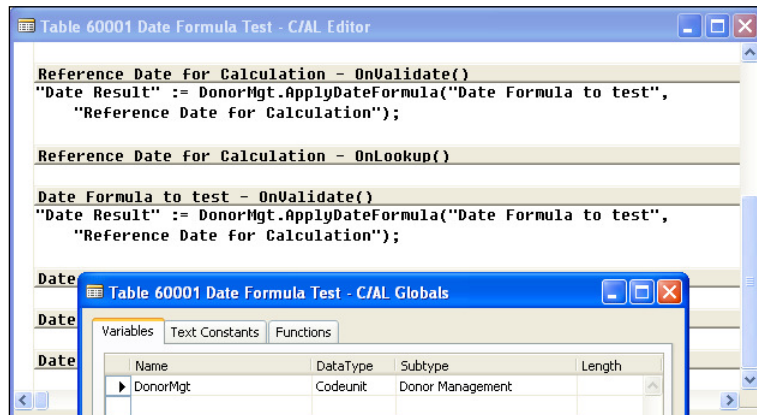 Table 60001 Date Formula Test - C/AL Editor
Reference Date for Calculation - OnValidate()
"Date Result" := DonorMgt.ApplyDateFormula("Date Formula to test",
"Reference Date for Calculation");
Reference Date for Calculation - OnLookup()
Date Formula to test - OnValidate()
"Date Result" := DonorMgt.ApplyDateFormula("Date Formula to test",
"Reference Date for Calculation");
Date
Table 60001 Date Formula Test - C/AL Globals
Date
Variables Text Constants Functions
Date
Name DataType Subtype Length
DonorMgt Codeunit Donor Management